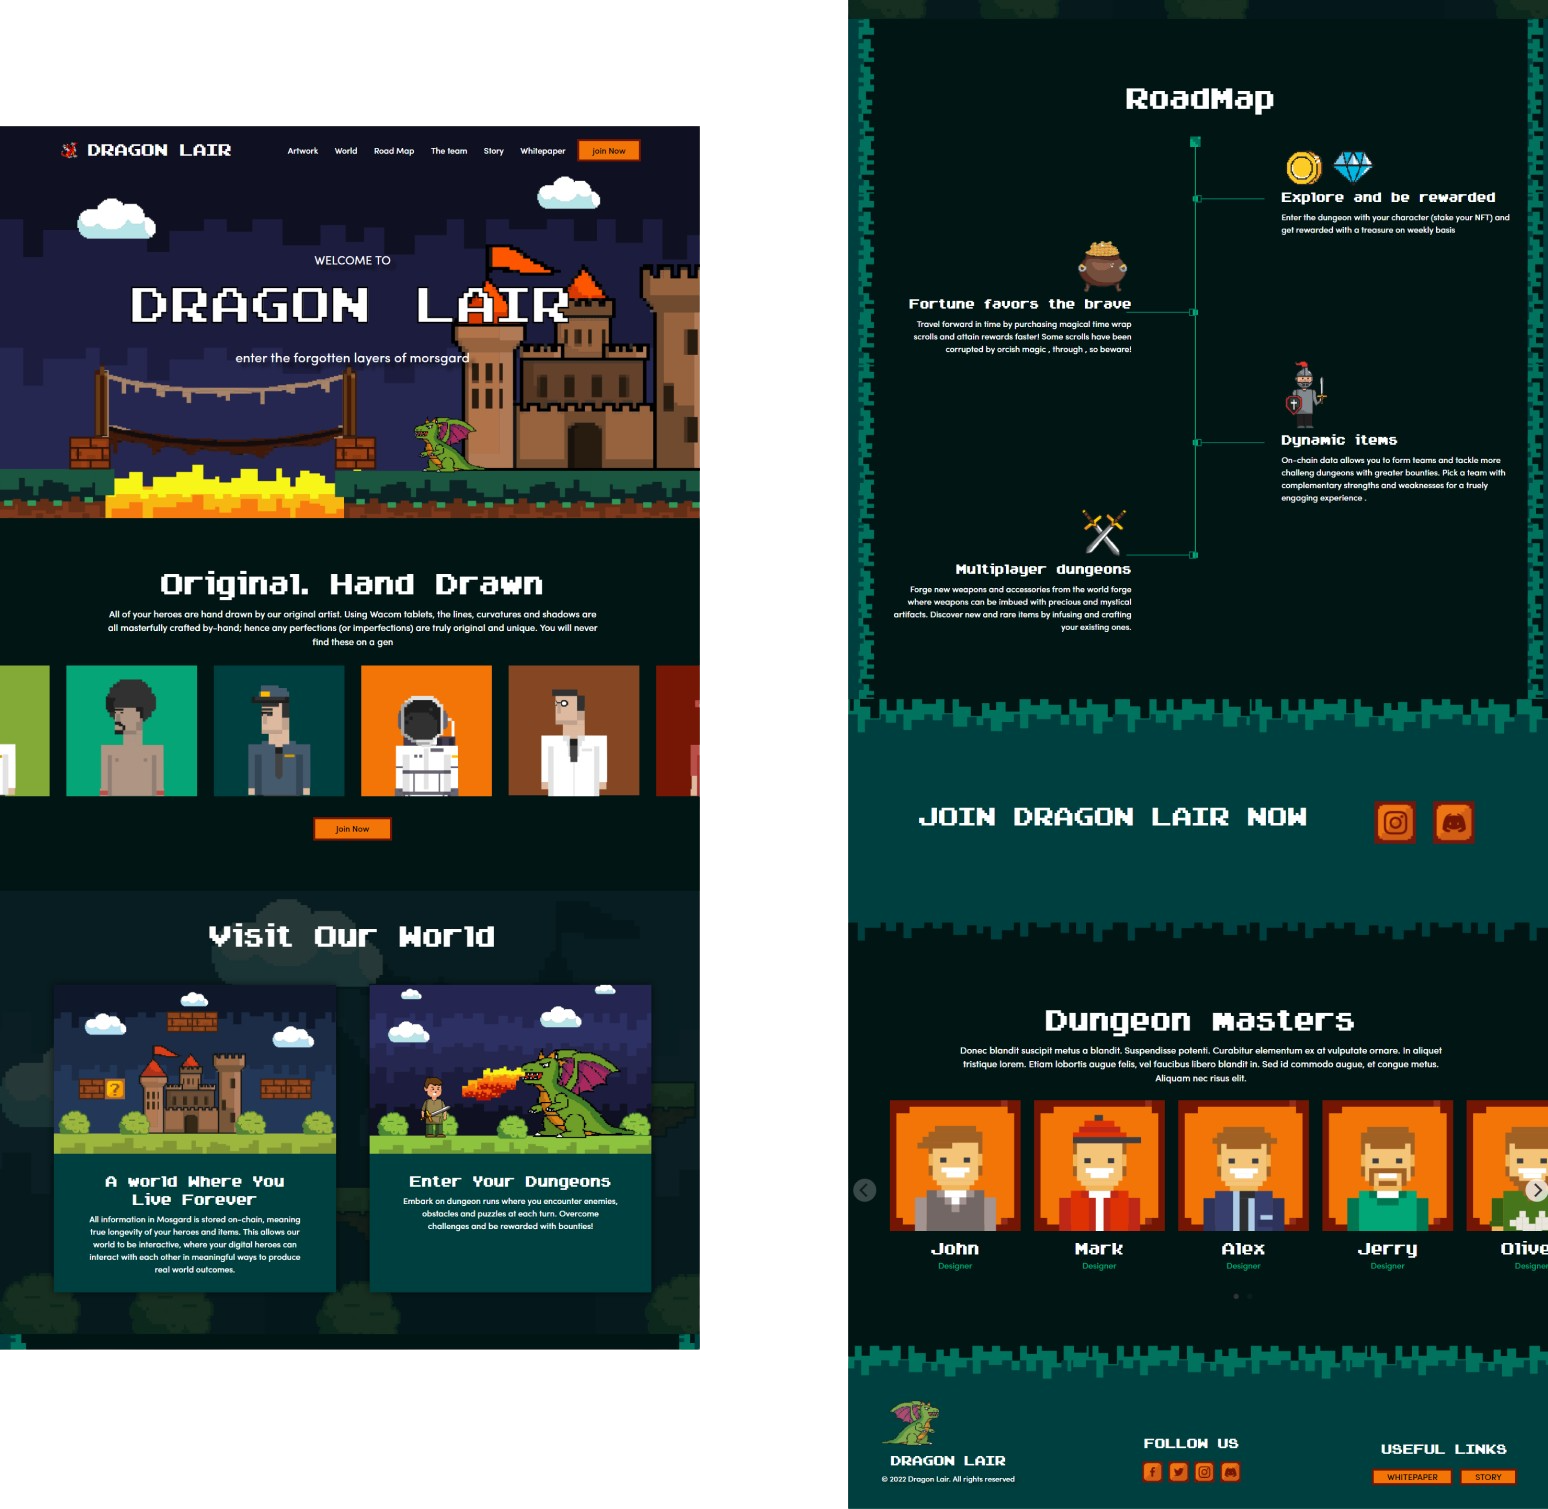 DRAGON LAIR
Artwork World Road Map The team Story Whitepaper Join Now
WELCOME TO
DRAGON LAIR
enter the forgotten layers of morsgard
Original. Hand Drawn
All of your heroes are hand drawn by our original artist. Using Wacom tablets, the lines, curvatures and shadows are
all masterfully crafted by-hand; hence any perfections (or imperfections) are truly original and unique. You will never
find these on a gen
Join Now
Visit Our World
?
A world Where You
Live Forever
All information in Mosgard is stored on-chain, meaning
true longevity of your heroes and items. This allows our
world to be interactive, where your digital heroes can
interact with each other in meaningful ways to produce
real world outcomes.
Enter Your Dungeons
Embark on dungeon runs where you encounter enemies,
obstacles and puzzles at each turn. Overcome
challenges and be rewarded with bounties!
RoadMap
Explore and be rewarded
Enter the dungeon with your character (stake your NFT) and
get rewarded with a treasure on weekly basis
Fortune favors the brave
Travel forward in time by purchasing magical time wrap
scrolls and attain rewards faster! Some scrolls have been
corrupted by orcish magic , through , so beware!
Dynamic items
On-chain data allows you to form teams and tackle more
challeng dungeons with greater bounties. Pick a team with
complementary strengths and weaknesses for a truely
engaging experience .
Multiplayer dungeons
Forge new weapons and accessories from the world forge
where weapons can be imbued with precious and mystical
artifacts. Discover new and rare items by infusing and crafting
your existing ones.
JOIN DRAGON LAIR NOW
Dungeon masters
Donec blandit suscipit metus a blandit. Suspendisse potenti. Curabitur elementum ex at vulputate ornare. In aliquet
tristique lorem. Etiam lobortis augue felis, vel faucibus libero blandit in. Sed id commodo augue, et congue metus.
Aliquam nec risus elit.
John Mark Alex Jerry Olive
Designer Designer Designer Designer Designer
DRAGON LAIR
© 2022 Dragon Lair. All rights reserved
FOLLOW US
USEFUL LINKS
WHITEPAPER STORY